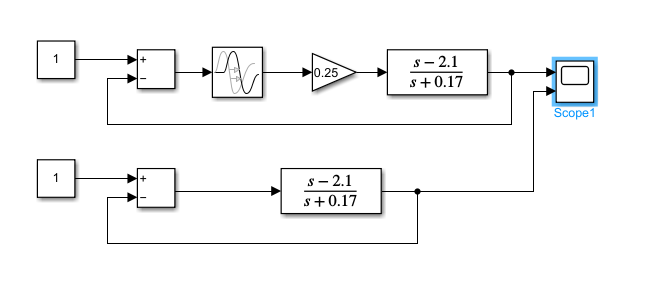 1
+
−
0.25
s − 2.1
s + 0.17
Scope1
1
+
−
s − 2.1
s + 0.17